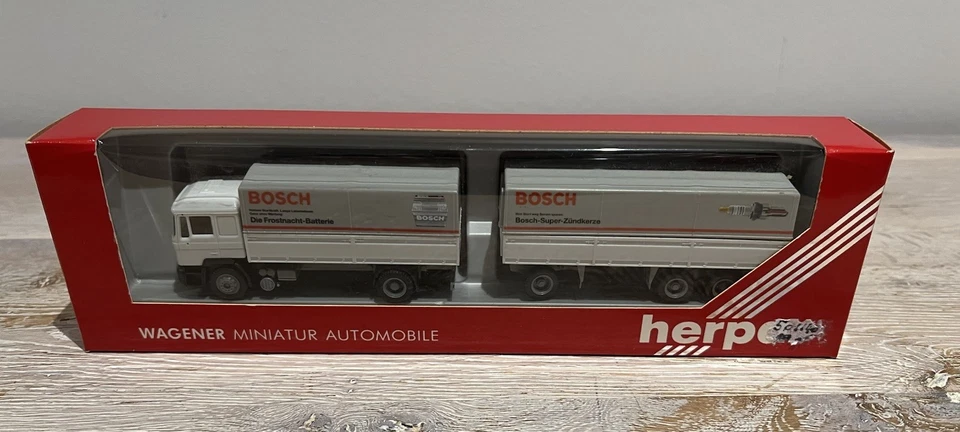 BOSCH
Die Frostnacht-Batterie
BOSCH
BOSCH
Bosch-Super-Zündkerze
WAGENER MINIATUR AUTOMOBILE
herpa